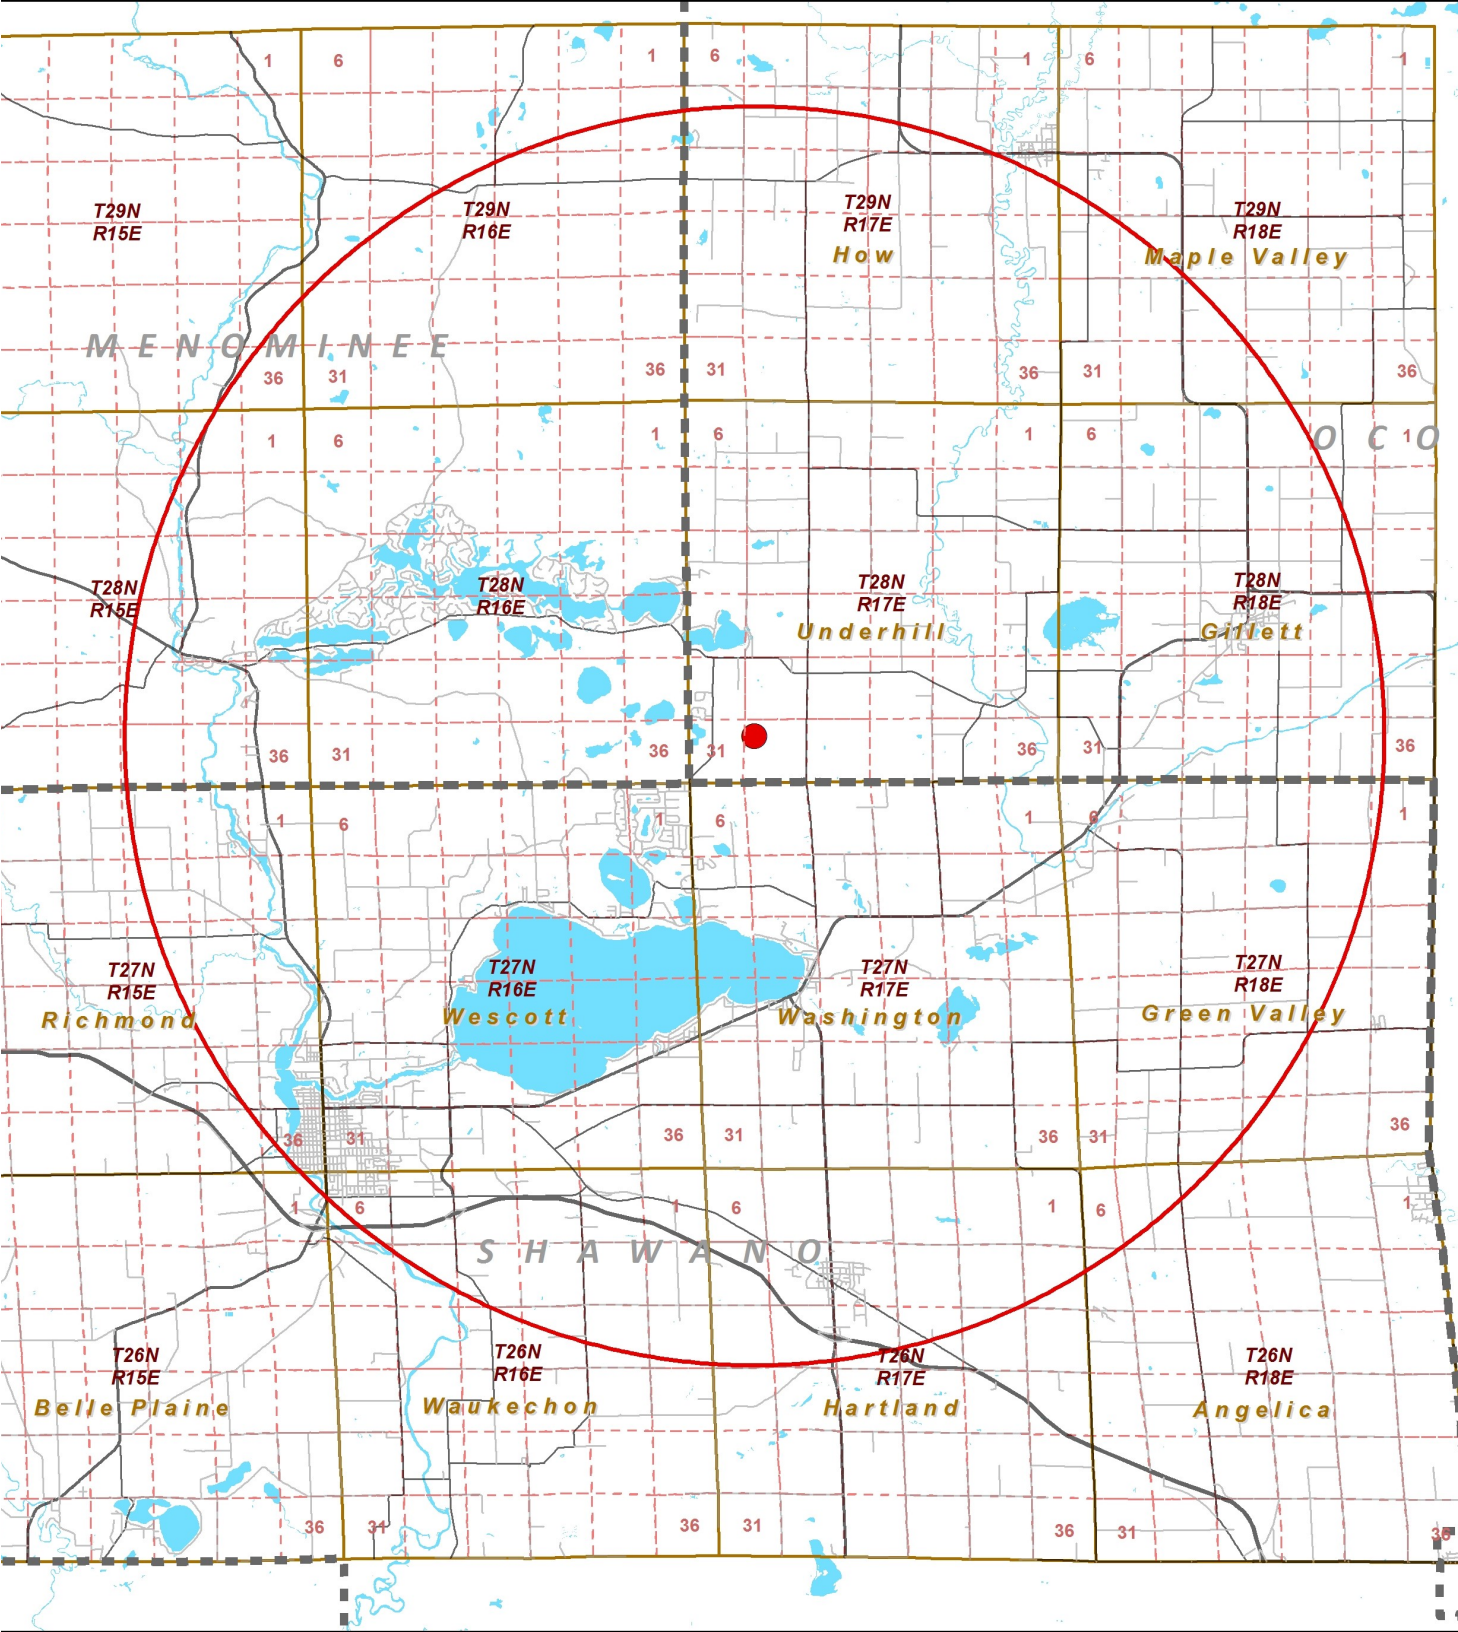 1 6 1 6 1 6 1
T29N
R15E
T29N
R16E
T29N
R17E
How
T29N
R18E
Maple Valley
MENOMINEE
36 31 36 31 36 31 36
1 6 1 6 1 6 1
OCO
T28N
R15E
T28N
R16E
T28N
R17E
Underhill
T28N
R18E
Gillett
36 31 36 31 36 31 36
1 6 1 6 1 6 1
T27N
R15E
Richmond
T27N
R16E
Wescott
T27N
R17E
Washington
T27N
R18E
Green Valley
36 31 36 31 36 31 36
1 6 1 6 1 6 1
SHAWANO
T26N
R15E
Belle Plaine
T26N
R16E
Waukechon
T26N
R17E
Hartland
T26N
R18E
Angelica
36 31 36 31 36 31 36